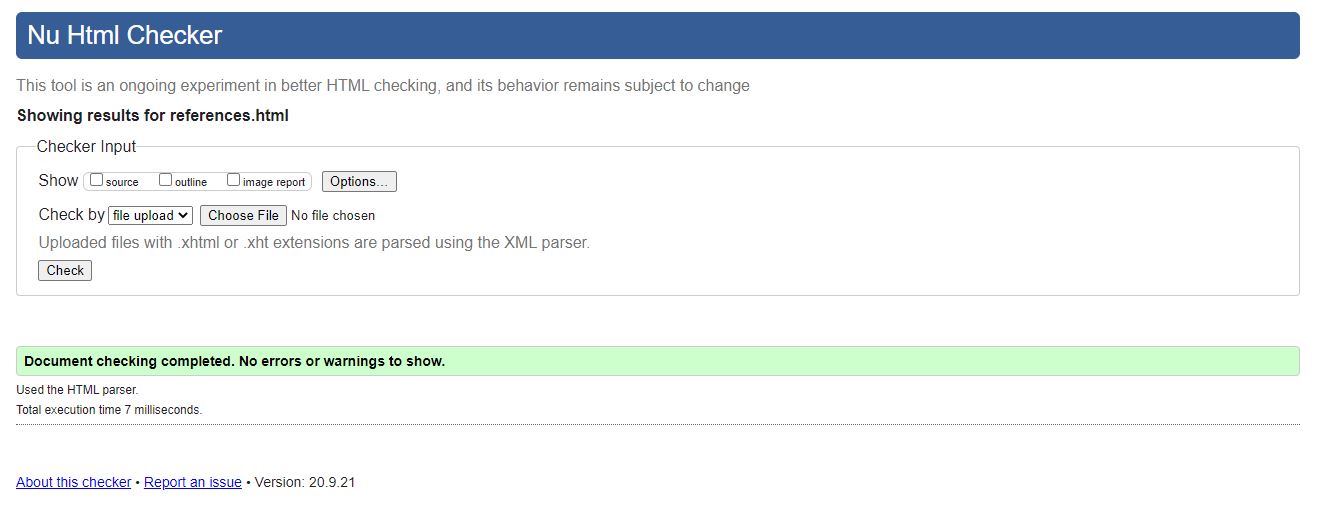 Nu Html Checker
This tool is an ongoing experiment in better HTML checking, and its behavior remains subject to change
Showing results for references.html
Checker Input
Show source outline image report Options...
Check by file upload Choose File No file chosen
Uploaded files with .xhtml or .xht extensions are parsed using the XML parser.
Check
Document checking completed. No errors or warnings to show.
Used the HTML parser.
Total execution time 7 milliseconds.
About this checker • Report an issue • Version: 20.9.21